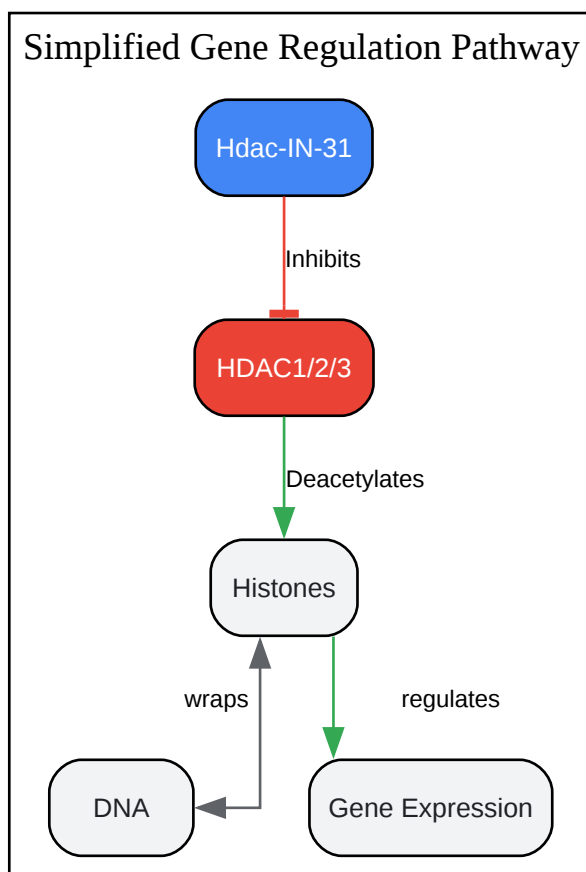 Simplified Gene Regulation Pathway
Hdac-IN-31
Inhibits
HDAC1/2/3
Deacetylates
Histones
wraps
regulates
DNA
Gene Expression